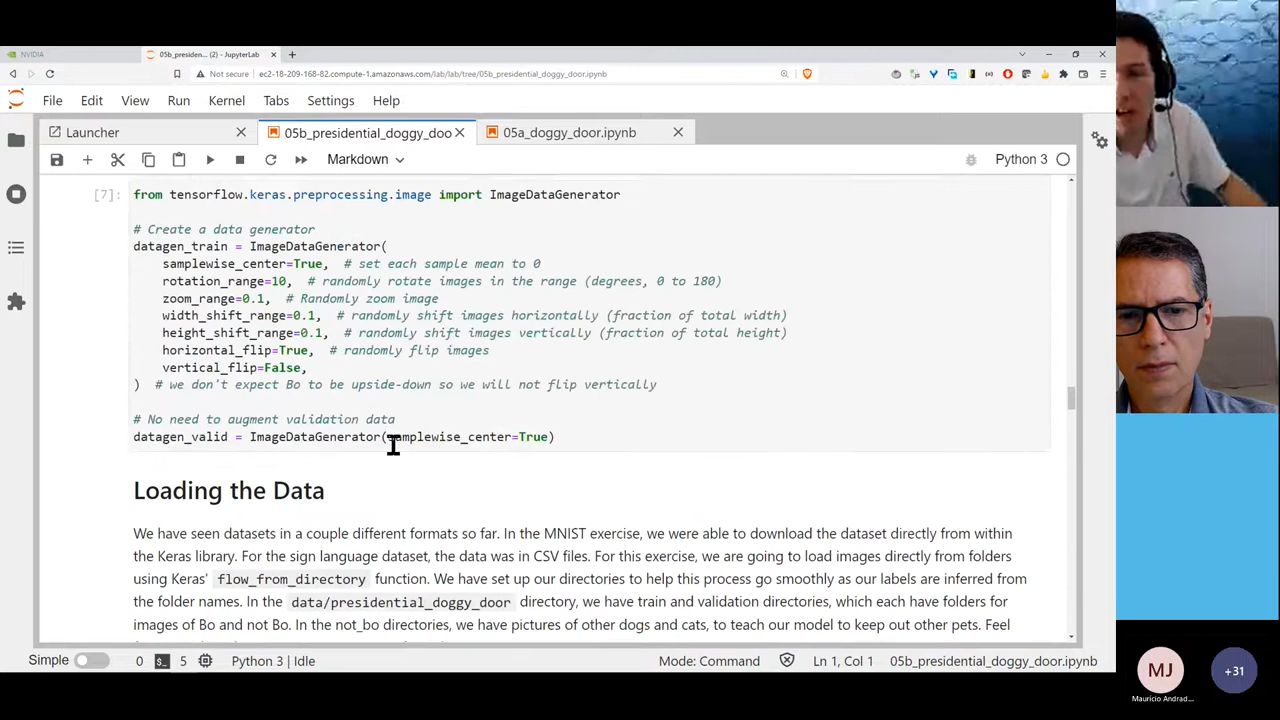 NVIDIA
05b_presiden... (2) - JupyterLab
Not secure
ec2-18-209-168-82.compute-1.amazonaws.com/lab/lab/tree/05b_presidential_doggy_door.ipynb
File Edit View Run Kernel Tabs Settings Help
Launcher
05b_presidential_doggy_doo
05a_doggy_door.ipynb
Markdown
Python 3
[7]:
from tensorflow.keras.preprocessing.image import ImageDataGenerator
# Create a data generator
datagen_train = ImageDataGenerator(
samplewise_center=True,  # set each sample mean to 0
rotation_range=10,  # randomly rotate images in the range (degrees, 0 to 180)
zoom_range=0.1,  # Randomly zoom image
width_shift_range=0.1,  # randomly shift images horizontally (fraction of total width)
height_shift_range=0.1,  # randomly shift images vertically (fraction of total height)
horizontal_flip=True,  # randomly flip images
vertical_flip=False,
)  # we don't expect Bo to be upside-down so we will not flip vertically
# No need to augment validation data
datagen_valid = ImageDataGenerator(samplewise_center=True)
Loading the Data
We have seen datasets in a couple different formats so far. In the MNIST exercise, we were able to download the dataset directly from within
the Keras library. For the sign language dataset, the data was in CSV files. For this exercise, we are going to load images directly from folders
using Keras' flow_from_directory function. We have set up our directories to help this process go smoothly as our labels are inferred from
the folder names. In the data/presidential_doggy_door directory, we have train and validation directories, which each have folders for
images of Bo and not Bo. In the not_bo directories, we have pictures of other dogs and cats, to teach our model to keep out other pets. Feel
Simple
0
5
Python 3 | Idle
Mode: Command
Ln 1, Col 1
05b_presidential_doggy_door.ipynb
MJ
Mauricio Andrad...
+31